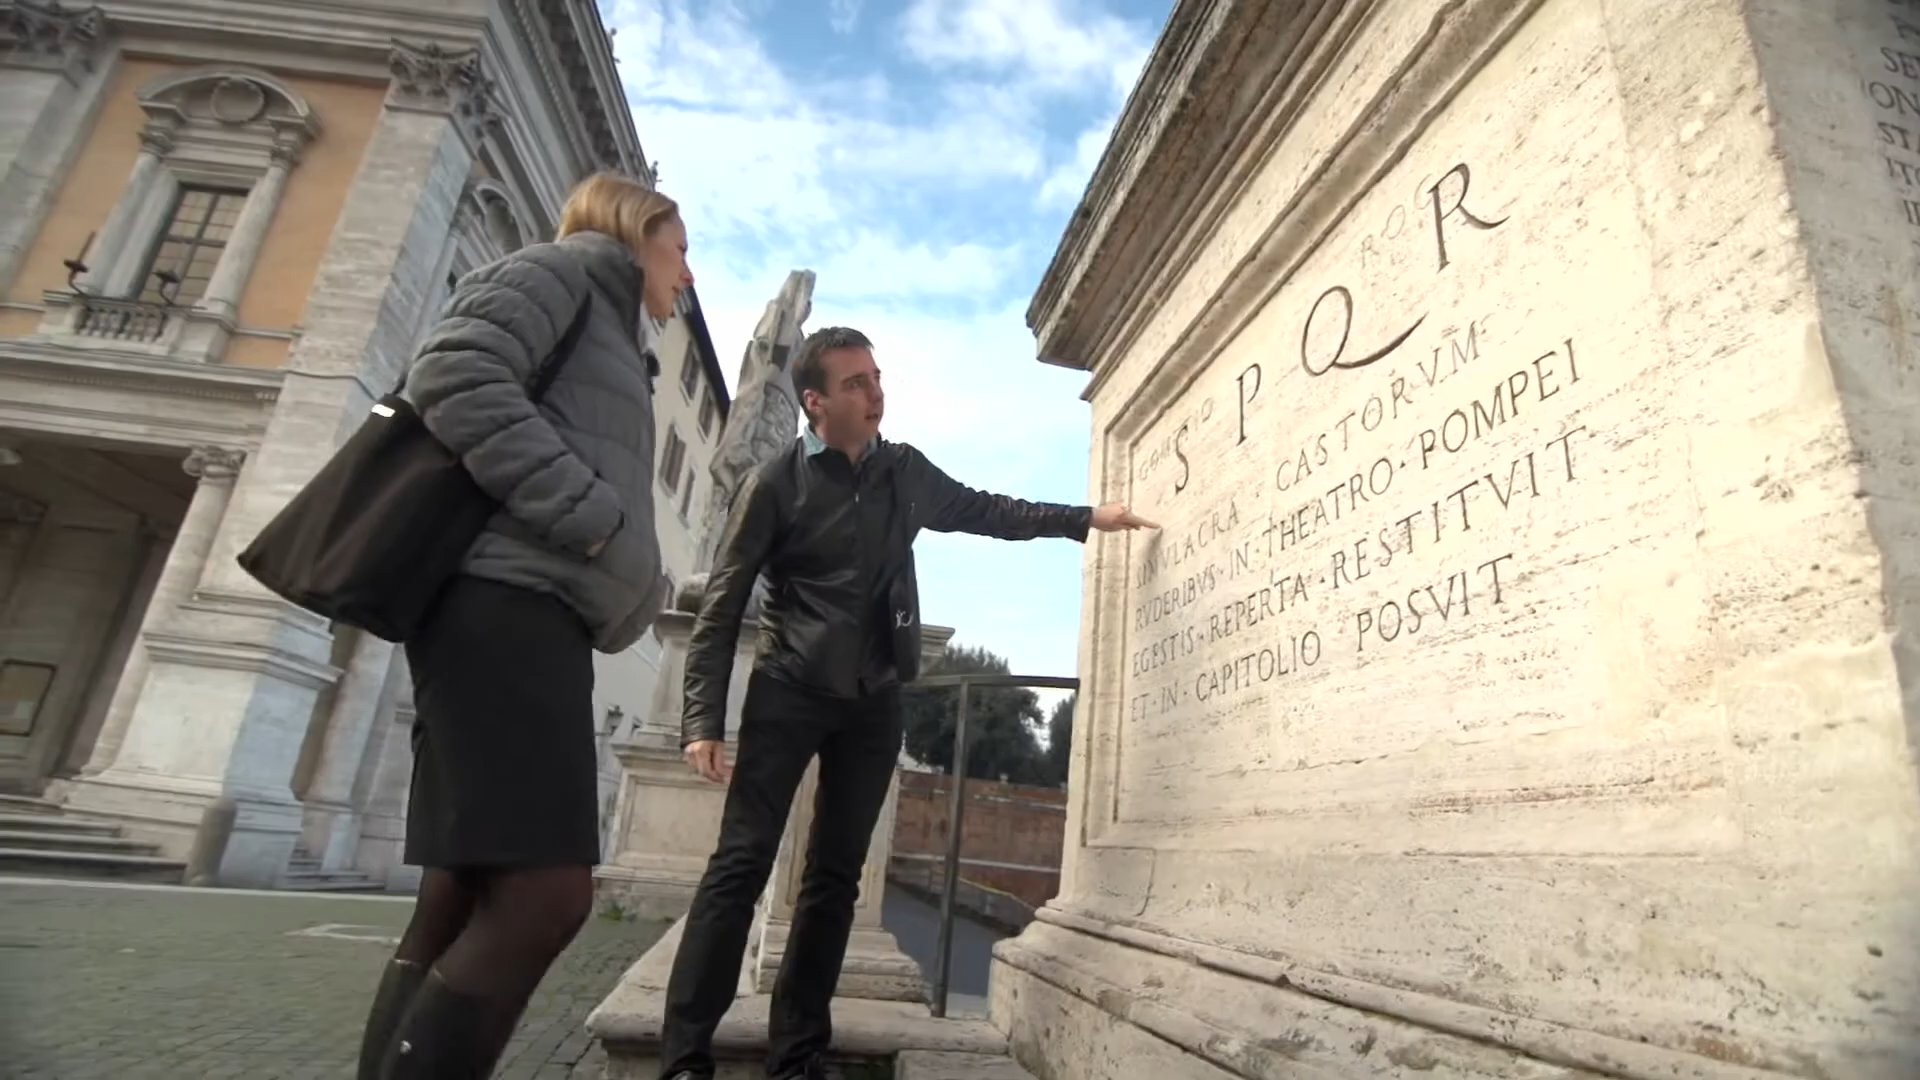 S P Q R
SIMVLACRA · CASTORVM
RVDERIBVS · IN · THEATRO · POMPEI
EGESTIS · REPERTA · RESTITVIT
ET · IN · CAPITOLIO POSVIT